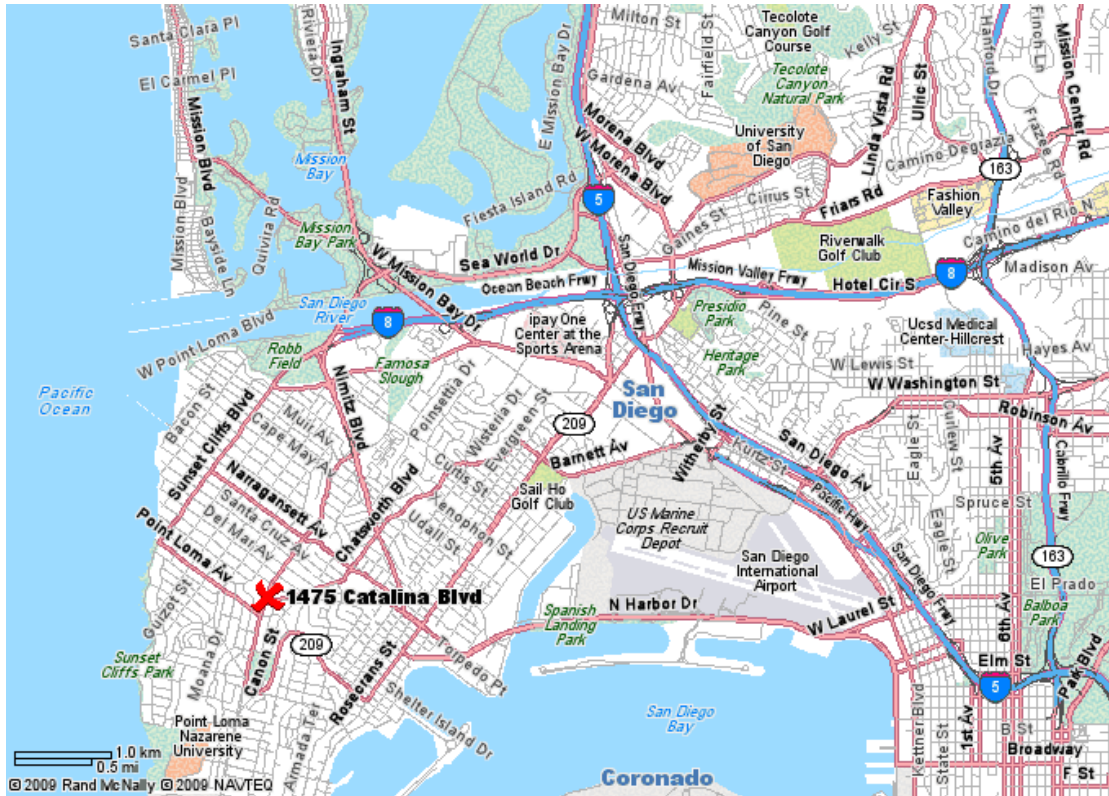 Santa Clara Pl
Riviera Dr
Ingraham St
E Mission Bay Dr
Milton St
Fairfield St
Tecolote
Canyon Golf
Course
Kelly St
Hanford Dr
Finch Ln
Mission Center Rd
El Carmel Pl
Gardena Av
Tecolote
Canyon
Natural Park
Linda Vista Rd
Ulric St
Mission Blvd
Morena Blvd
W Morena Blvd
University
of San
Diego
Camino Degrazia
Frazee Rd
163
Mission
Bay
Fiesta Island Rd
5
Cirrus St
Friars Rd
Fashion
Valley
Mission Blvd
Bayside Ln
Quivira Rd
Mission
Bay Park
Gaines St
Camino del Rio N
W Mission Bay Dr
Sea World Dr
San Diego Frwy
Riverwalk
Golf Club
Ocean Beach Frwy
Mission Valley Frwy
Hotel Cir S
8
Madison Av
San Diego
River
8
ipay One
Center at the
Sports Arena
Presidio
Park
Pine St
Ucsd Medical
Center-Hillcrest
W Point Loma Blvd
Robb
Field
Famosa
Slough
Heritage
Park
W Lewis St
Hayes Av
Pacific
Ocean
Nimitz Blvd
San
Diego
W Washington St
Bacon St
Sunset Cliffs Blvd
Muir Av
Cape May Av
Poinsettia Dr
Wisteria Dr
Evergreen St
209
Witherby St
Kurtz St
San Diego Av
Robinson Av
Eagle St
Curlew St
5th Av
Cabrillo Fwy
Barnett Av
Curtis St
Narragansett Av
Santa Cruz Av
Del Mar Av
Chatsworth Blvd
Xenophon St
Udall St
Sail Ho
Golf Club
Pacific Hwy
US Marine
Corps Recruit
Depot
Spruce St
Eagle St
Olive
Park
Point Loma Av
San Diego
International
Airport
San Diego Frwy
163
El Prado
1475 Catalina Blvd
Guizot St
Spanish
Landing
Park
N Harbor Dr
W Laurel St
6th Av
Balboa
Park
Sunset
Cliffs Park
Moana Dr
Canon St
209
Rosecrans St
Torpedo Pt
Elm St
5
Park Blvd
Point Loma
Nazarene
University
Armada Ter
Shelter Island Dr
San Diego
Bay
Kettner Blvd
State St
1st Av
B St
Broadway
F St
1.0 km
0.5 mi
Coronado
© 2009 Rand McNally © 2009 NAVTEQ